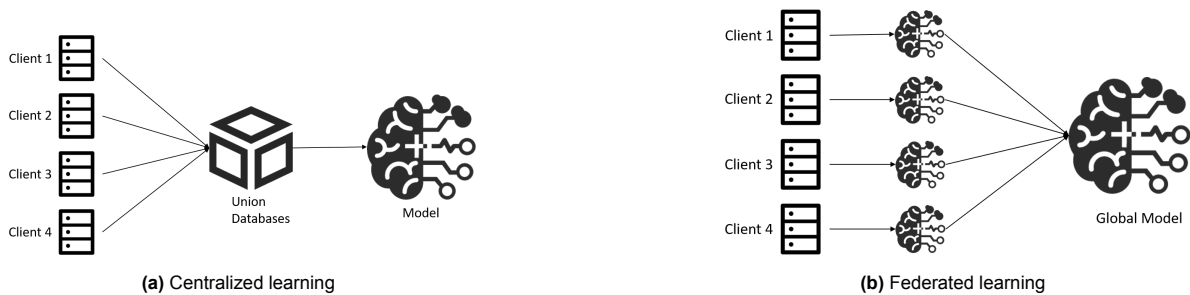 Client 1
Client 2
Client 3
Client 4
Union
Databases
Model
(a) Centralized learning
Client 1
Client 2
Client 3
Client 4
Global Model
(b) Federated learning